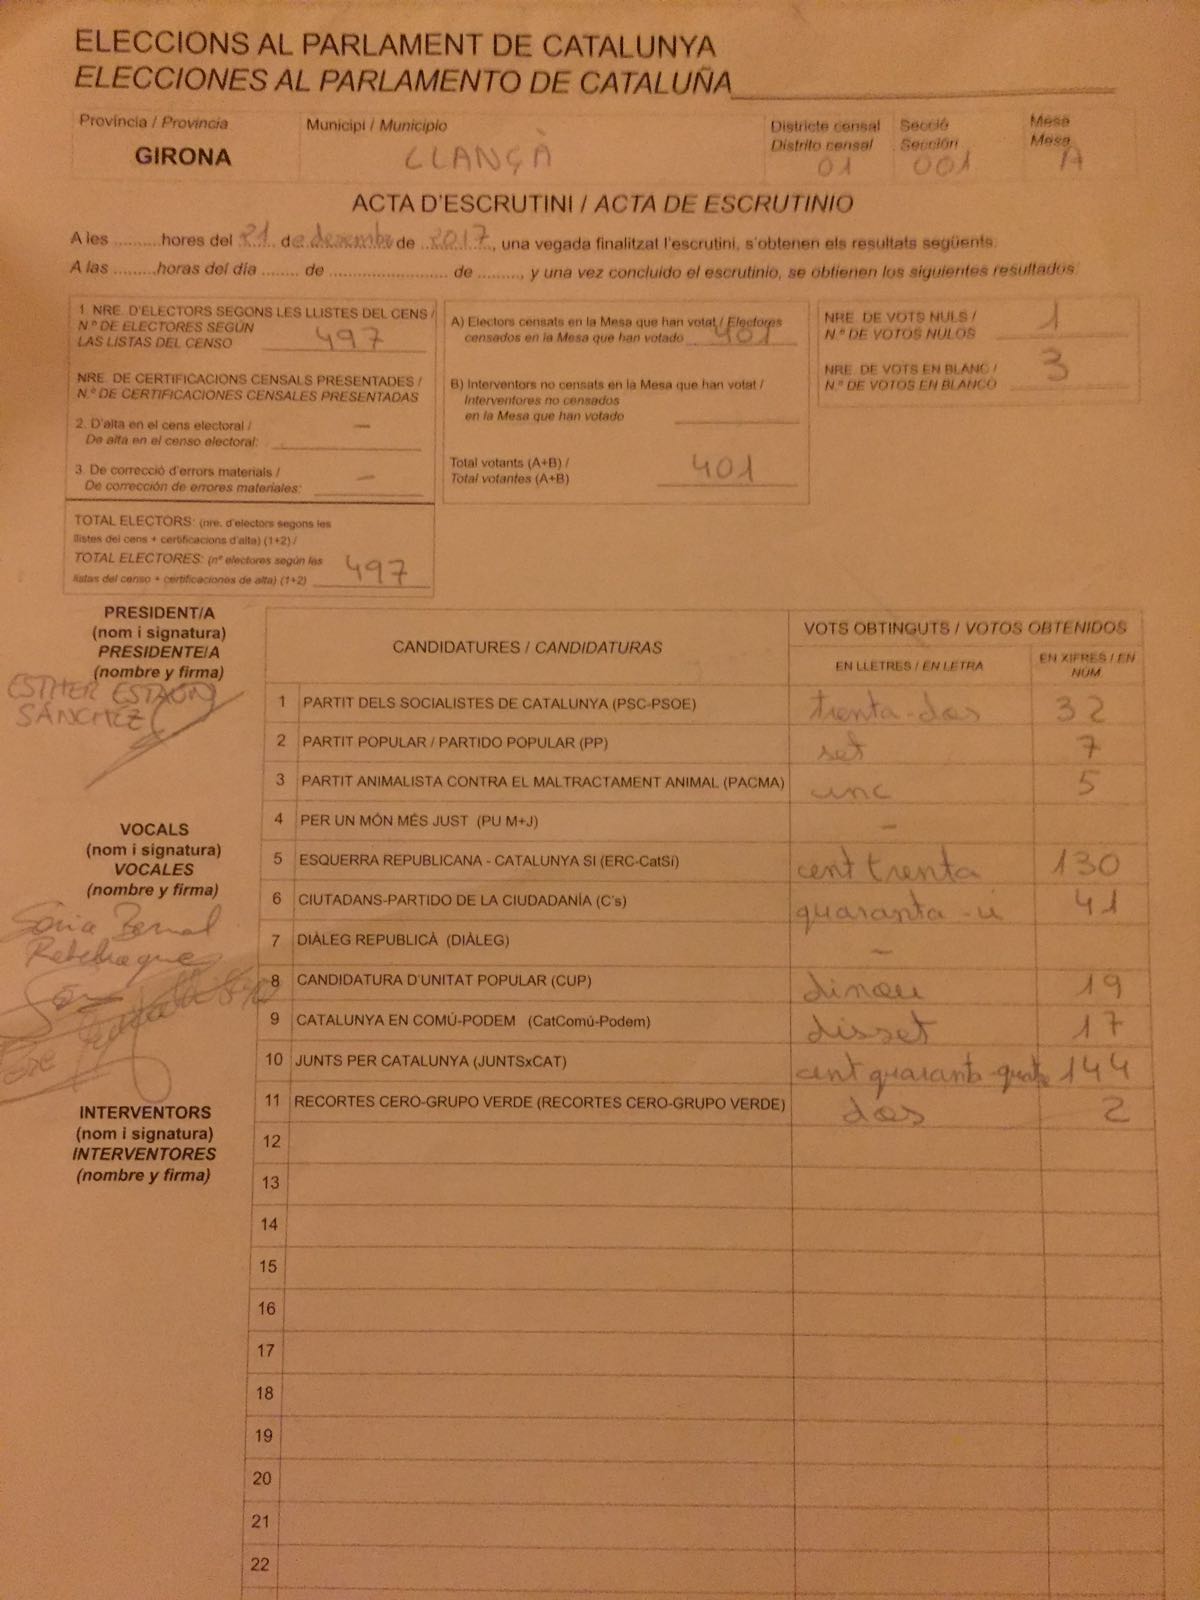 ELECCIONS AL PARLAMENT DE CATALUNYA
ELECCIONES AL PARLAMENTO DE CATALUÑA
Província / Provincia
GIRONA
Municipi / Municipio
LLANÇÀ
Districte censal
Distrito censal
01
Secció
Sección
001
Mesa
Mesa
A
ACTA D'ESCRUTINI / ACTA DE ESCRUTINIO
A les ..........hores del 21 de desembre de 2017, una vegada finalitzat l'escrutini, s'obtenen els resultats següents.
A las .........horas del día ........ de .......................... de ........., y una vez concluido el escrutinio, se obtienen los siguientes resultados:
1. NRE. D'ELECTORS SEGONS LES LLISTES DEL CENS /
N.º DE ELECTORES SEGÚN
LAS LISTAS DEL CENSO 497
NRE. DE CERTIFICACIONS CENSALS PRESENTADES /
N.º DE CERTIFICACIONES CENSALES PRESENTADAS
2. D'alta en el cens electoral / –
De alta en el censo electoral:
3. De correcció d'errors materials / –
De corrección de errores materiales:
TOTAL ELECTORS: (nre. d'electors segons les
llistes del cens + certificacions d'alta) (1+2) /
TOTAL ELECTORES: (nº electores según las
listas del censo + certificaciones de alta) (1+2) 497
A) Electors censats en la Mesa que han votat / Electores
censados en la Mesa que han votado 401
B) Interventors no censats en la Mesa que han votat /
Interventores no censados
en la Mesa que han votado
Total votants (A+B) /
Total votantes (A+B) 401
NRE. DE VOTS NULS / 1
N.º DE VOTOS NULOS
NRE. DE VOTS EN BLANC / 3
N.º DE VOTOS EN BLANCO
PRESIDENT/A
(nom i signatura)
PRESIDENTE/A
(nombre y firma)
ESTHER
SÁNCHEZ
VOCALS
(nom i signatura)
VOCALES
(nombre y firma)
Sònia Bernal
INTERVENTORS
(nom i signatura)
INTERVENTORES
(nombre y firma)
CANDIDATURES / CANDIDATURAS
VOTS OBTINGUTS / VOTOS OBTENIDOS
EN LLETRES / EN LETRA
EN XIFRES / EN NÚM
1 PARTIT DELS SOCIALISTES DE CATALUNYA (PSC-PSOE) trenta-dos 32
2 PARTIT POPULAR / PARTIDO POPULAR (PP) set 7
3 PARTIT ANIMALISTA CONTRA EL MALTRACTAMENT ANIMAL (PACMA) cinc 5
4 PER UN MÓN MÉS JUST (PU M+J) –
5 ESQUERRA REPUBLICANA - CATALUNYA SI (ERC-CatSí) cent trenta 130
6 CIUTADANS-PARTIDO DE LA CIUDADANÍA (C's) quaranta-ú 41
7 DIÀLEG REPUBLICÀ (DIÀLEG) –
8 CANDIDATURA D'UNITAT POPULAR (CUP) dinou 19
9 CATALUNYA EN COMÚ-PODEM (CatComú-Podem) disset 17
10 JUNTS PER CATALUNYA (JUNTSxCAT) cent quaranta-quatre 144
11 RECORTES CERO-GRUPO VERDE (RECORTES CERO-GRUPO VERDE) dos 2
12
13
14
15
16
17
18
19
20
21
22